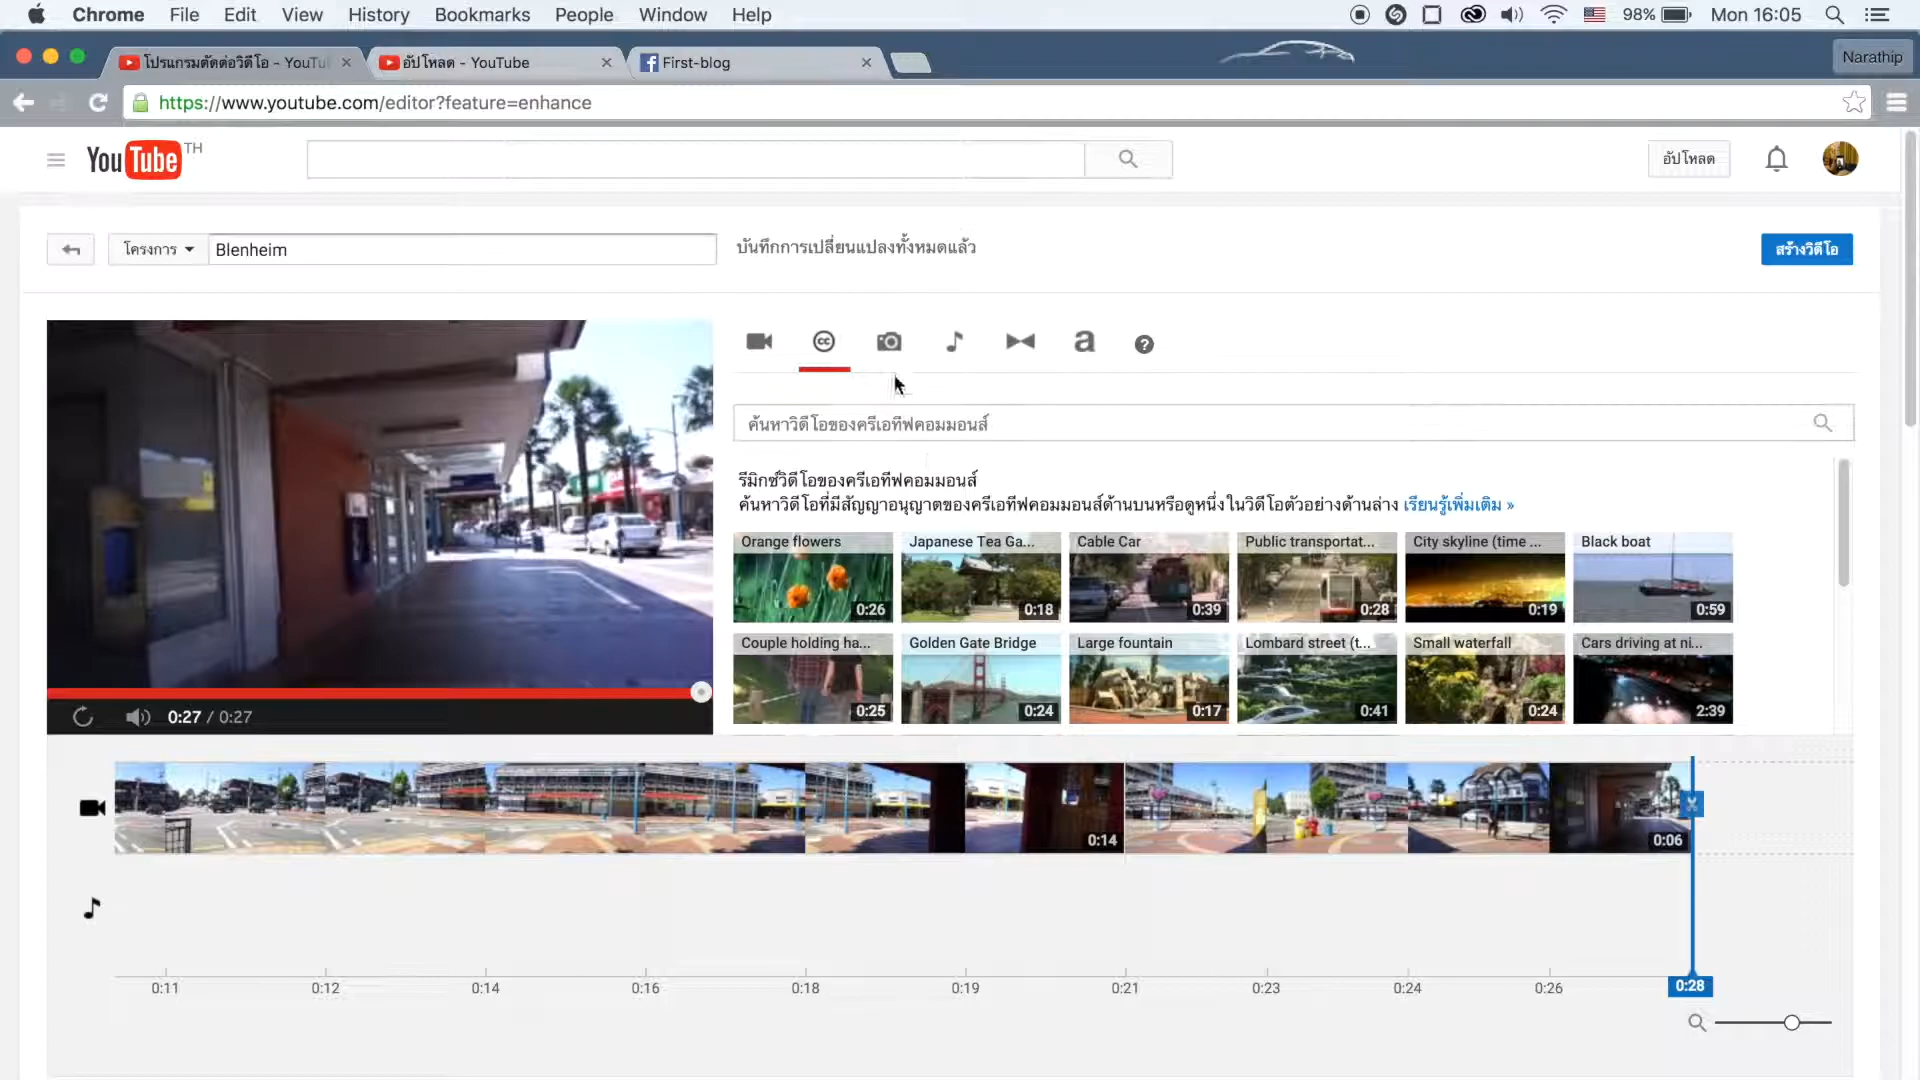 Chrome File Edit View History Bookmarks People Window Help 98% Mon 16:05
โปรแกรมตัดต่อวิดีโอ - YouTu
อัปโหลด - YouTube
First-blog
Narathip
https://www.youtube.com/editor?feature=enhance
YouTube TH
อัปโหลด
โครงการ
Blenheim
บันทึกการเปลี่ยนแปลงทั้งหมดแล้ว
สร้างวิดีโอ
cc
a
?
ค้นหาวิดีโอของครีเอทีฟคอมมอนส์
รีมิกซ์วิดีโอของครีเอทีฟคอมมอนส์
ค้นหาวิดีโอที่มีสัญญาอนุญาตของครีเอทีฟคอมมอนส์ด้านบนหรือดูหนึ่งในวิดีโอตัวอย่างด้านล่าง เรียนรู้เพิ่มเติม »
Orange flowers
Japanese Tea Ga...
Cable Car
Public transportat...
City skyline (time ...
Black boat
0:26
0:18
0:39
0:28
0:19
0:59
Couple holding ha...
Golden Gate Bridge
Large fountain
Lombard street (t...
Small waterfall
Cars driving at ni...
0:25
0:24
0:17
0:41
0:24
2:39
0:27 / 0:27
0:14
0:06
0:11
0:12
0:14
0:16
0:18
0:19
0:21
0:23
0:24
0:26
0:28